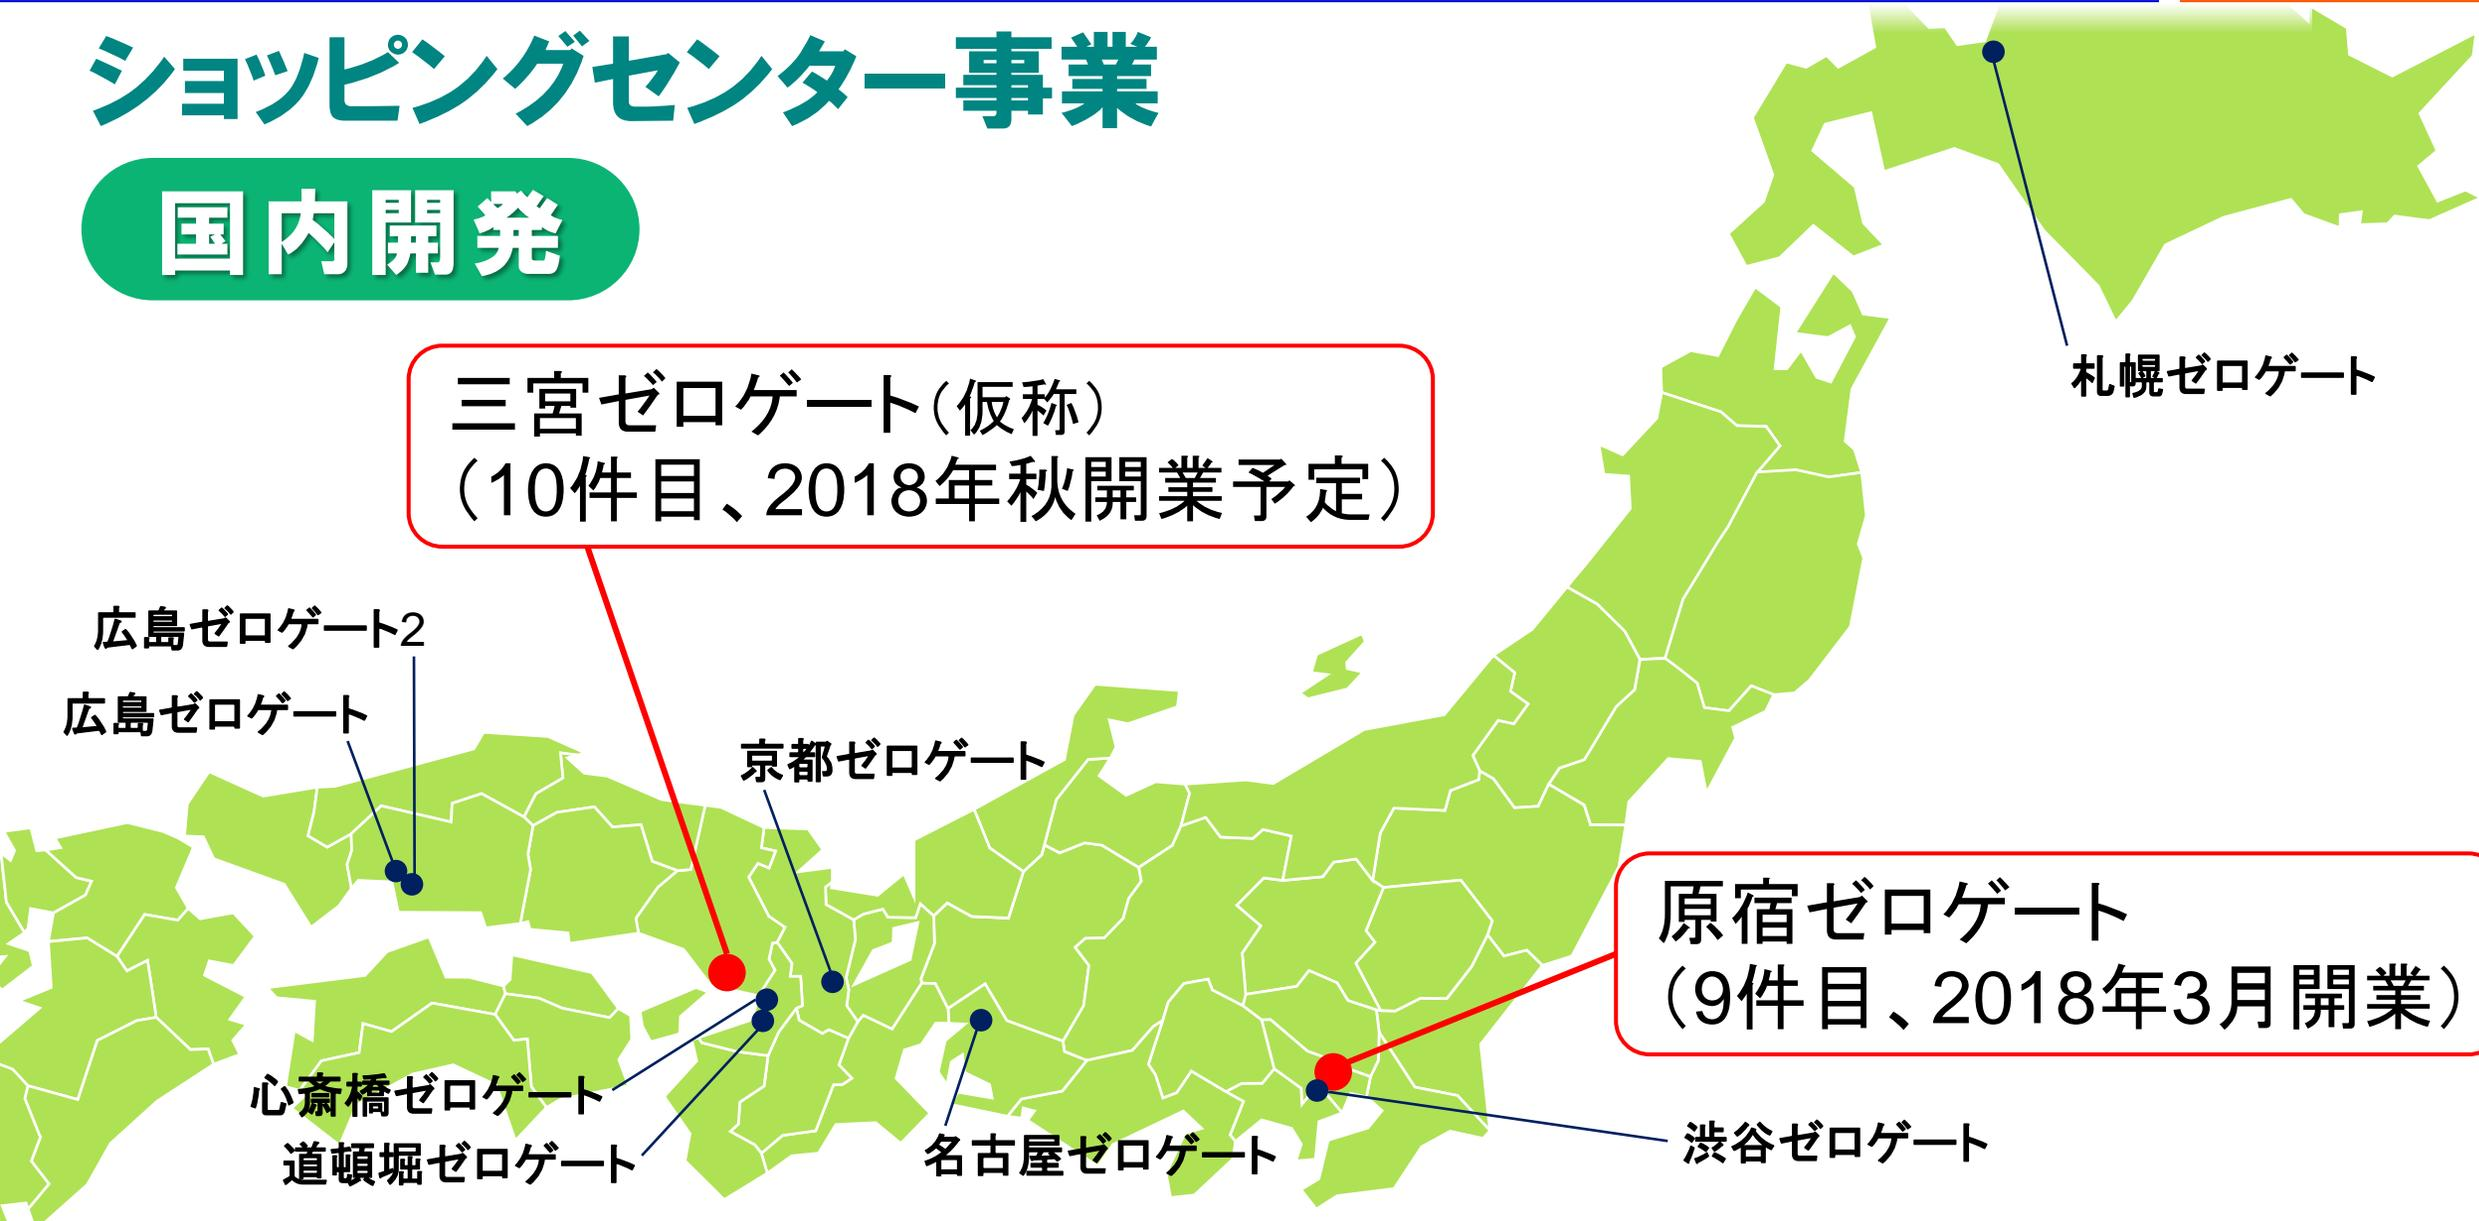 ショッピングセンター事業
国内開発
札幌ゼロゲート
三宮ゼロゲート（仮称）
（10件目、2018年秋開業予定）
広島ゼロゲート2
広島ゼロゲート
京都ゼロゲート
原宿ゼロゲート
（9件目、2018年3月開業）
心斎橋ゼロゲート
道頓堀ゼロゲート
名古屋ゼロゲート
渋谷ゼロゲート